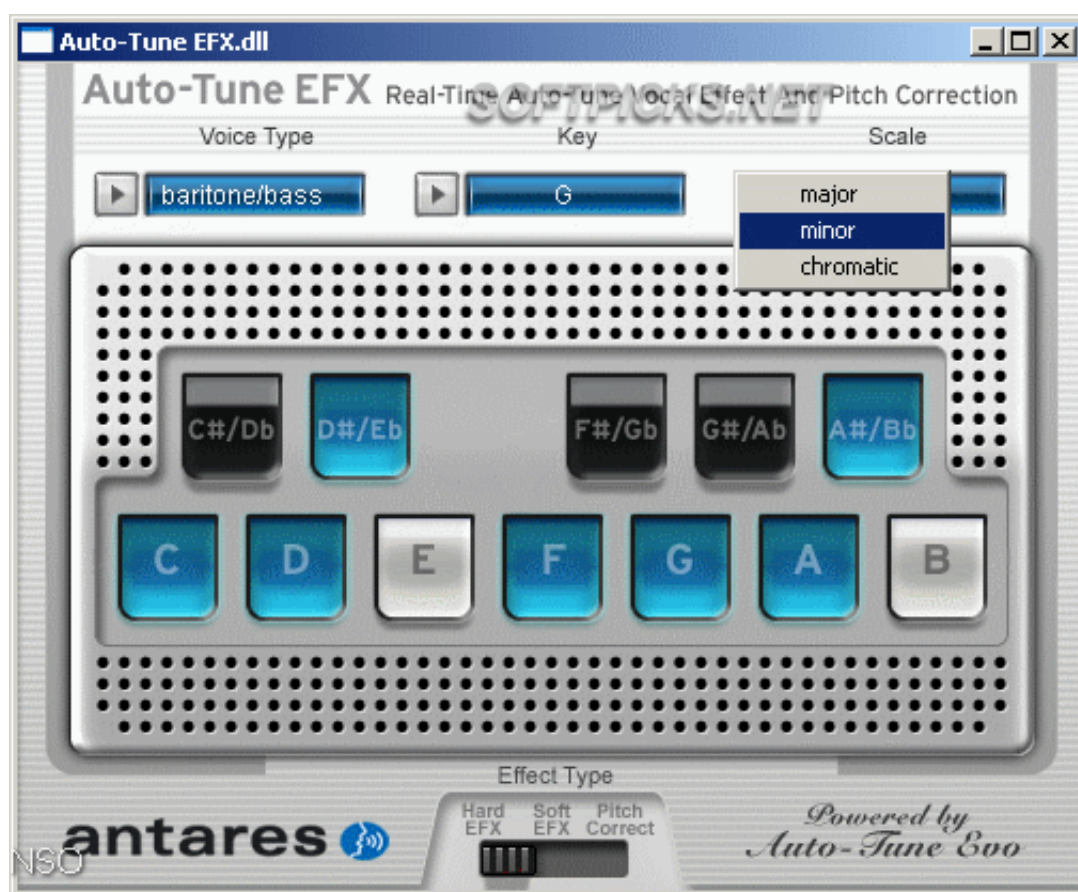 Auto-Tune EFX.dll
Auto-Tune EFX Real-Time Auto-Tune Vocal Effect And Pitch Correction
SOFTPICKS.NET
Voice Type Key Scale
baritone/bass G
major
minor
chromatic
C#/Db D#/Eb F#/Gb G#/Ab A#/Bb
C D E F G A B
Effect Type
Hard EFX Soft EFX Pitch Correct
antares
Powered by
Auto-Tune Evo
NSO